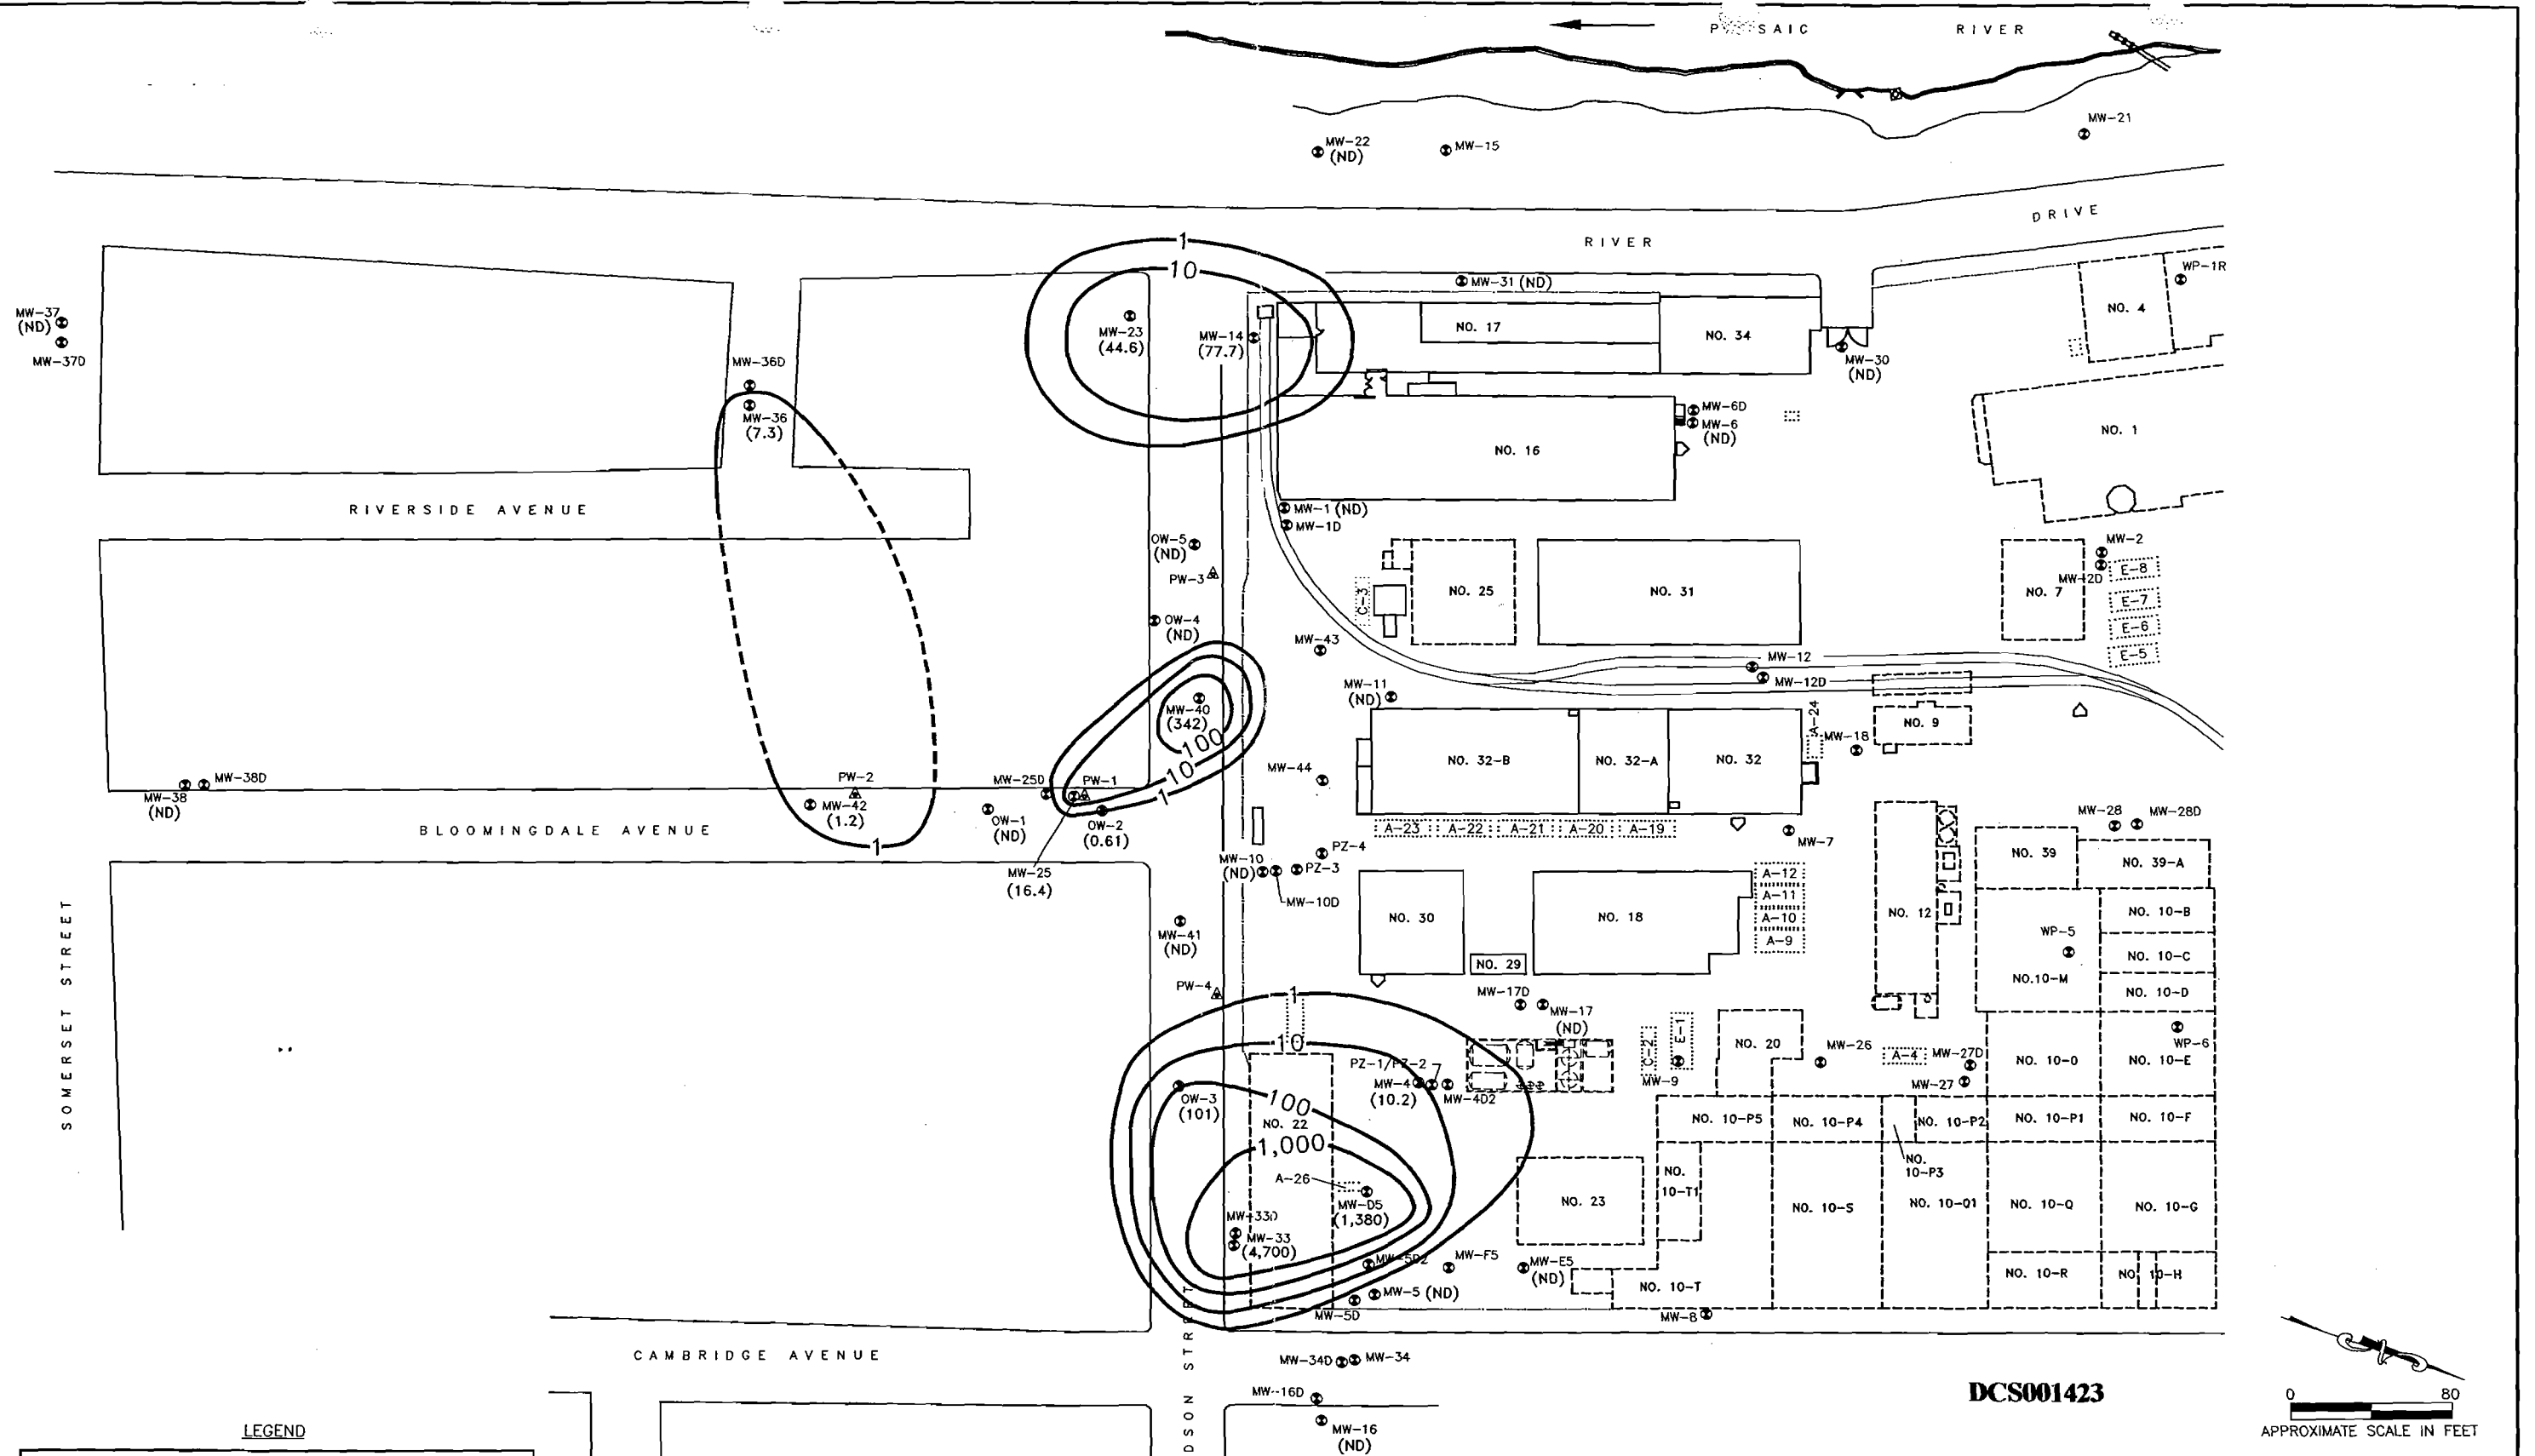 PASSAIC RIVER
MW-21
MW-22
(ND)
MW-15
DRIVE
RIVER
1
10
MW-31 (ND)
WP-1R
MW-37
(ND)
MW-37D
MW-23
(44.6)
MW-14
(77.7)
NO. 17
NO. 34
NO. 4
MW-30
(ND)
MW-36D
MW-36
(7.3)
MW-6D
MW-6
(ND)
NO. 16
NO. 1
RIVERSIDE AVENUE
MW-1 (ND)
MW-1D
OW-5
(ND)
PW-3
MW-2
MW-12D
E-8
E-7
E-6
E-5
C-3
NO. 25
NO. 31
NO. 7
OW-4
(ND)
MW-43
MW-12
MW-12D
MW-11
(ND)
MW-40
(342)
100
10
1
A-24
NO. 9
MW-18
NO. 32-B
NO. 32-A
NO. 32
MW-44
MW-38D
MW-38
(ND)
PW-2
MW-42
(1.2)
1
MW-25D
PW-1
OW-1
(ND)
OW-2
(0.61)
BLOOMINGDALE AVENUE
A-23
A-22
A-21
A-20
A-19
MW-7
MW-28
MW-28D
NO. 39
NO. 39-A
MW-25
(16.4)
MW-10
(ND)
PZ-4
PZ-3
MW-10D
A-12
A-11
A-10
A-9
NO. 30
NO. 18
NO. 12
NO. 10-B
WP-5
NO. 10-C
NO.10-M
NO. 10-D
MW-41
(ND)
NO. 29
SOMERSET STREET
PW-4
1
MW-17D
MW-17
(ND)
10
C-2
E-1
NO. 20
MW-26
A-4
MW-27D
NO. 10-O
NO. 10-E
WP-6
PZ-1/PZ-2
MW-4
(10.2)
MW-4D2
MW-9
MW-27
OW-3
(101)
100
NO. 22
1,000
NO. 10-P5
NO. 10-P4
NO. 10-P2
NO. 10-P1
NO. 10-F
NO.
10-P3
A-26
MW-D5
(1,380)
NO. 23
NO.
10-T1
NO. 10-S
NO. 10-Q1
NO. 10-Q
NO. 10-G
MW-33D
MW-33
(4,700)
MW-5D2
MW-F5
MW-E5
(ND)
NO. 10-T
NO. 10-R
NO. 10-H
MW-5 (ND)
MW-5D
MW-8
CAMBRIDGE AVENUE
MW-34D
MW-34
DSON STREET
MW-16D
MW-16
(ND)
DCS001423
0 80
APPROXIMATE SCALE IN FEET
LEGEND